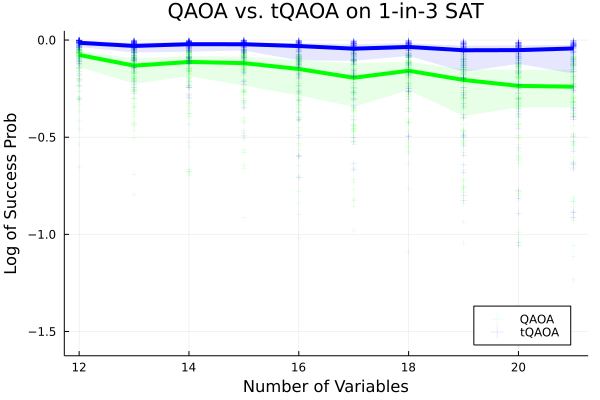 QAOA vs. tQAOA on 1-in-3 SAT
Log of Success Prob
0.0
−0.5
−1.0
−1.5
12
14
16
18
20
Number of Variables
QAOA
tQAOA